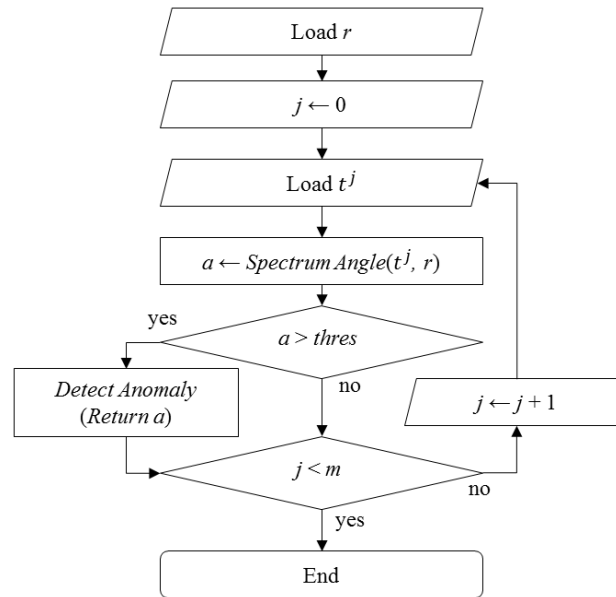 Load r
j ← 0
Load t^j
a ← Spectrum Angle(t^j, r)
yes
a > thres
no
Detect Anomaly
(Return a)
j ← j + 1
j < m
no
yes
End